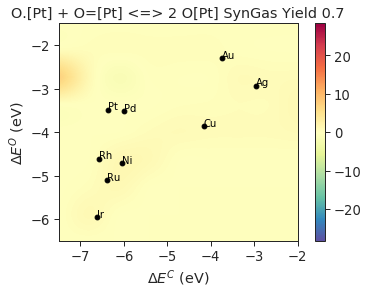 O.[Pt] + O=[Pt] <=> 2 O[Pt] SynGas Yield 0.7
−2
−3
−4
−5
−6
ΔE^O (eV)
Au
Ag
Pt
Pd
Cu
Rh
Ni
Ru
Ir
−7
−6
−5
−4
−3
−2
ΔE^C (eV)
20
10
0
−10
−20